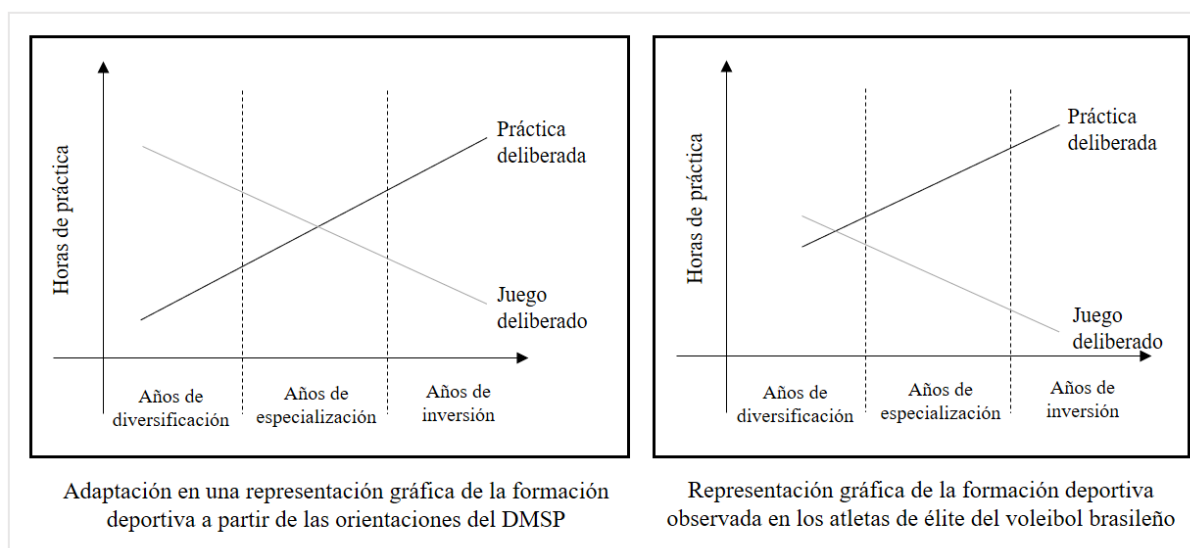 Horas de práctica
Práctica
deliberada
Juego
deliberado
Años de
diversificación
Años de
especialización
Años de
inversión
Adaptación en una representación gráfica de la formación
deportiva a partir de las orientaciones del DMSP
Horas de práctica
Práctica
deliberada
Juego
deliberado
Años de
diversificación
Años de
especialización
Años de
inversión
Representación gráfica de la formación deportiva
observada en los atletas de élite del voleibol brasileño